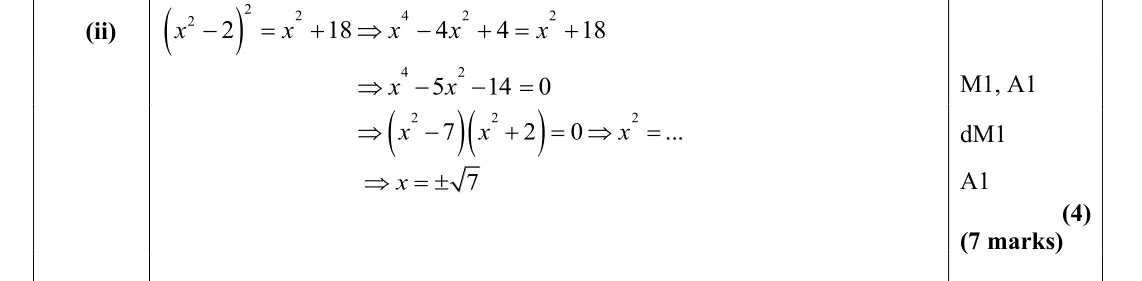 (ii) (x² − 2)² = x² + 18 ⇒ x⁴ − 4x² + 4 = x² + 18
⇒ x⁴ − 5x² − 14 = 0 M1, A1
⇒ (x² − 7)(x² + 2) = 0 ⇒ x² = ... dM1
⇒ x = ±√7 A1
(4)
(7 marks)